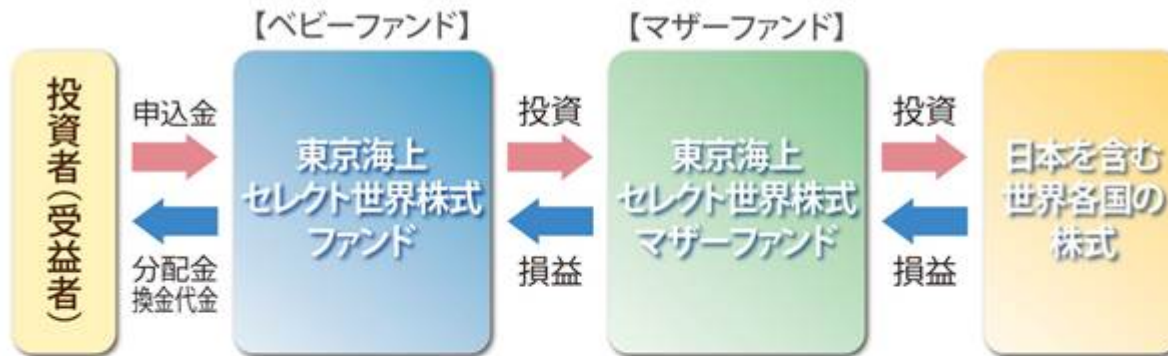 【ベビーファンド】
【マザーファンド】
投資者(受益者)
申込金
分配金
換金代金
東京海上
セレクト世界株式
ファンド
投資
損益
東京海上
セレクト世界株式
マザーファンド
投資
損益
日本を含む
世界各国の
株式